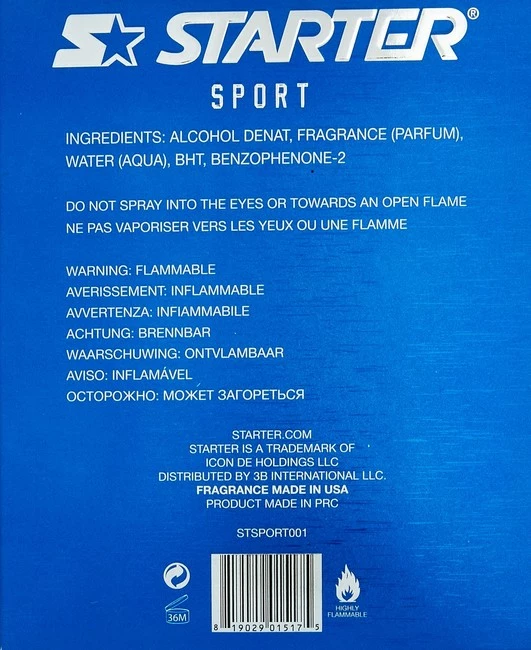 STARTER®
SPORT
INGREDIENTS: ALCOHOL DENAT, FRAGRANCE (PARFUM),
WATER (AQUA), BHT, BENZOPHENONE-2
DO NOT SPRAY INTO THE EYES OR TOWARDS AN OPEN FLAME
NE PAS VAPORISER VERS LES YEUX OU UNE FLAMME
WARNING: FLAMMABLE
AVERISSEMENT: INFLAMMABLE
AVVERTENZA: INFIAMMABILE
ACHTUNG: BRENNBAR
WAARSCHUWING: ONTVLAMBAAR
AVISO: INFLAMÁVEL
ОСТОРОЖНО: МОЖЕТ ЗАГОРЕТЬСЯ
STARTER.COM
STARTER IS A TRADEMARK OF
ICON DE HOLDINGS LLC
DISTRIBUTED BY 3B INTERNATIONAL LLC.
FRAGRANCE MADE IN USA
PRODUCT MADE IN PRC
STSPORT001
36M
HIGHLY
FLAMMABLE
8 19029 01517 5